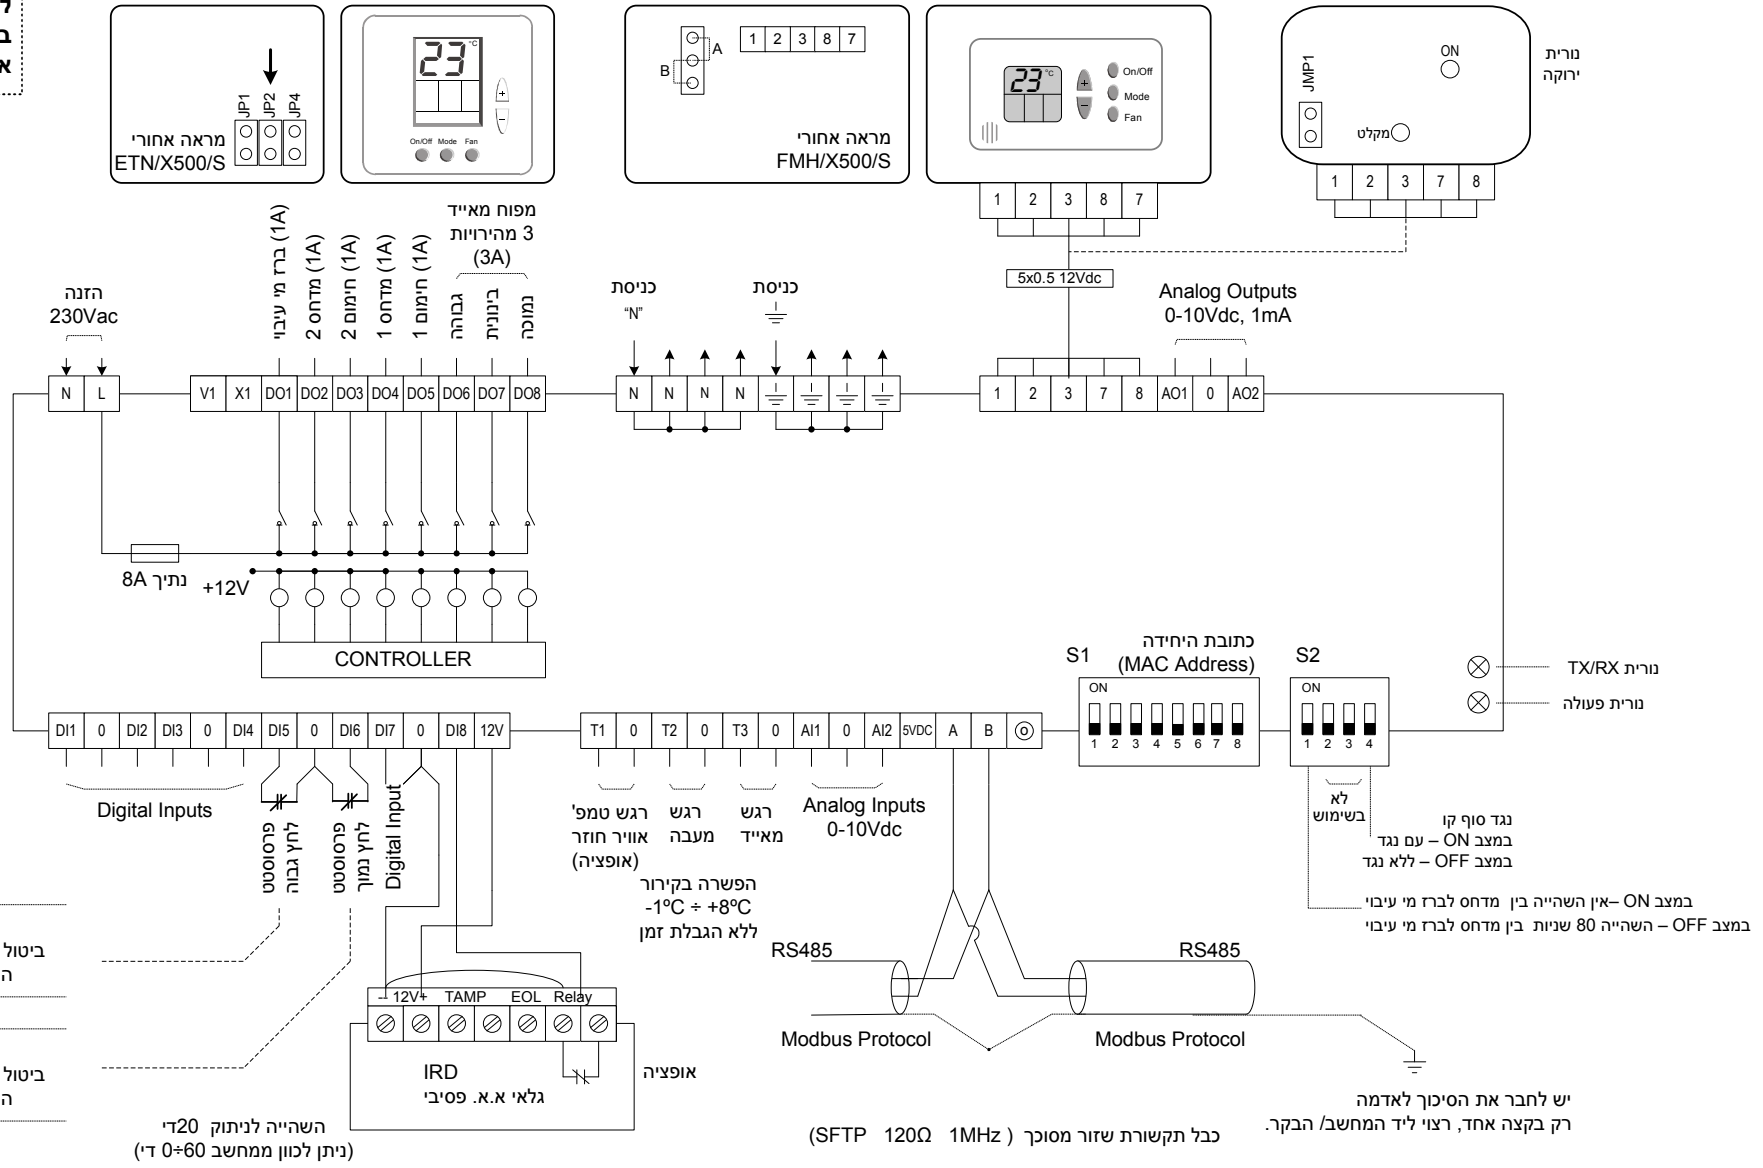 ל
ב
א
JP1
JP2
JP4
מראה אחורי
ETN/X500/S
23 °C
+
−
On/Off Mode Fan
A
B
1 2 3 8 7
מראה אחורי
FMH/X500/S
23 °C
+
−
On/Off
Mode
Fan
1 2 3 8 7
JMP1
ON
מקלט
1 2 3 7 8
נורית
ירוקה
5x0.5 12Vdc
הזנה
230Vac
ברז מי עיבוי (1A)
מדחס 2 (1A)
חימום 2 (1A)
מדחס 1 (1A)
חימום 1 (1A)
מפוח מאייד
3 מהירויות
(3A)
גבוהה
בינונית
נמוכה
כניסת
“N”
כניסת
Analog Outputs
0-10Vdc, 1mA
N L
V1 X1 DO1 DO2 DO3 DO4 DO5 DO6 DO7 DO8
N N N N
1 2 3 7 8 AO1 0 AO2
נתיך 8A
+12V
CONTROLLER
S1
כתובת היחידה
(MAC Address)
ON
1 2 3 4 5 6 7 8
S2
ON
1 2 3 4
נורית TX/RX
נורית פעולה
DI1 0 DI2 DI3 0 DI4 DI5 0 DI6 DI7 0 DI8 12V
T1 0 T2 0 T3 0 AI1 0 AI2 5VDC A B
Digital Inputs
פרסוסטט
לחץ גבוה
פרסוסטט
לחץ נמוך
Digital Input
רגש טמפ'
אוויר חוזר
(אופציה)
רגש
מעבה
רגש
מאייד
Analog Inputs
0-10Vdc
הפשרה בקירור
-1ºC ÷ +8ºC
ללא הגבלת זמן
לא
בשימוש
נגד סוף קו
במצב ON – עם נגד
במצב OFF – ללא נגד
במצב ON –אין השהייה בין מדחס לברז מי עיבוי
במצב OFF – השהייה 80 שניות בין מדחס לברז מי עיבוי
ביטול
ה
ביטול
ה
RS485
RS485
Modbus Protocol
Modbus Protocol
-- 12V+ TAMP EOL Relay
IRD
גלאי א.א. פסיבי
אופציה
השהייה לניתוק 20די
(ניתן לכוון ממחשב 60÷0 די)
כבל תקשורת שזור מסוכך (SFTP 120Ω 1MHz)
יש לחבר את הסיכוך לאדמה
רק בקצה אחד, רצוי ליד המחשב/ הבקר.